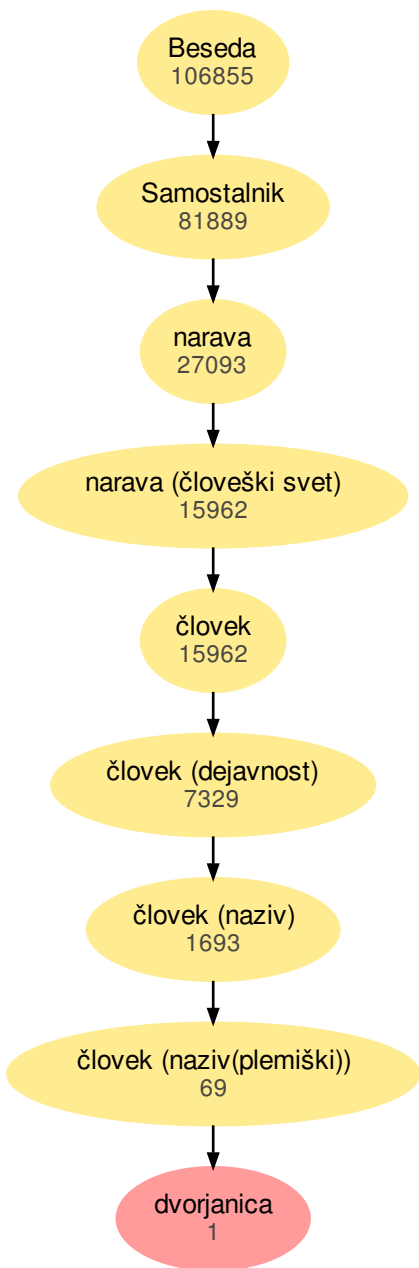 Beseda
106855
Samostalnik
81889
narava
27093
narava (človeški svet)
15962
človek
15962
človek (dejavnost)
7329
človek (naziv)
1693
človek (naziv(plemiški))
69
dvorjanica
1